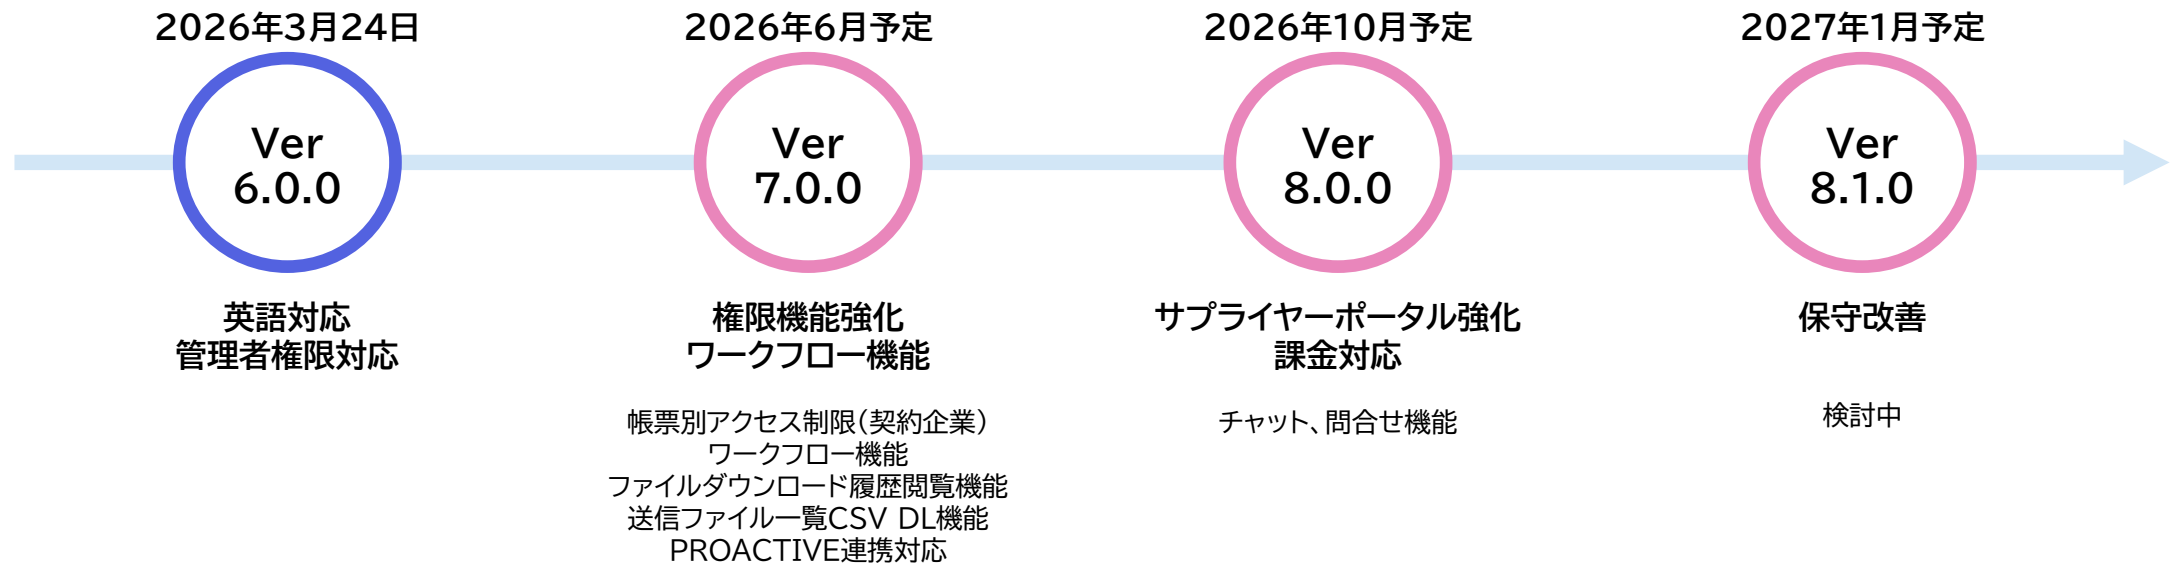 2026年3月24日
Ver
6.0.0
英語対応
管理者権限対応
2026年6月予定
Ver
7.0.0
権限機能強化
ワークフロー機能
帳票別アクセス制限(契約企業)
ワークフロー機能
ファイルダウンロード履歴閲覧機能
送信ファイル一覧CSV DL機能
PROACTIVE連携対応
2026年10月予定
Ver
8.0.0
サプライヤーポータル強化
課金対応
チャット、問合せ機能
2027年1月予定
Ver
8.1.0
保守改善
検討中